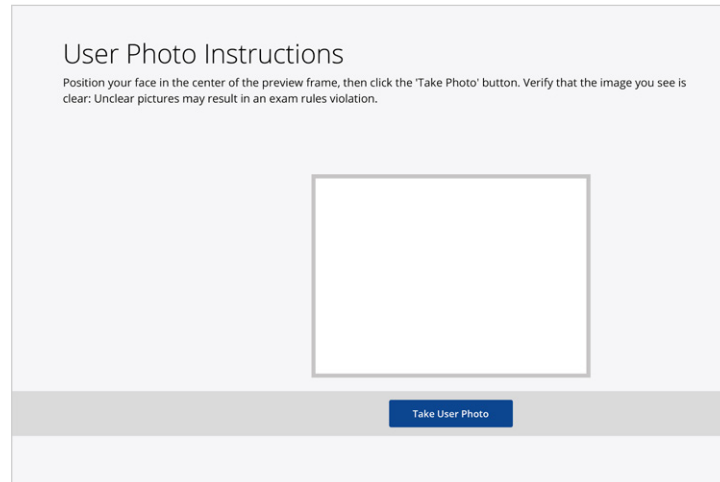 User Photo Instructions
Position your face in the center of the preview frame, then click the 'Take Photo' button. Verify that the image you see is
clear: Unclear pictures may result in an exam rules violation.
Take User Photo